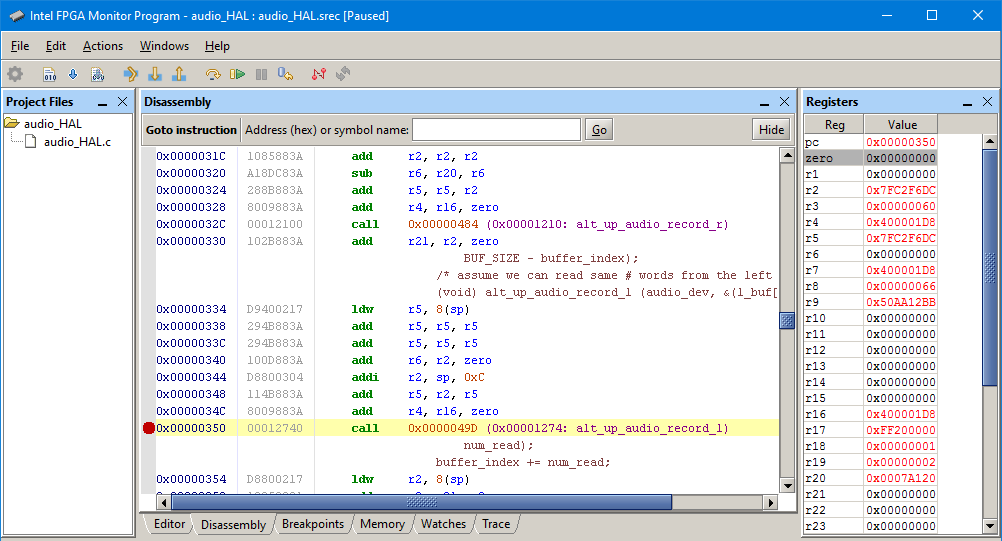 Intel FPGA Monitor Program - audio_HAL : audio_HAL.srec [Paused]
File Edit Actions Windows Help
Project Files
audio_HAL
audio_HAL.c
Disassembly
Goto instruction Address (hex) or symbol name: Go Hide
0x0000031C 1085883A add r2, r2, r2
0x00000320 A18DC83A sub r6, r20, r6
0x00000324 288B883A add r5, r5, r2
0x00000328 8009883A add r4, r16, zero
0x0000032C 00012100 call 0x00000484 (0x00001210: alt_up_audio_record_r)
0x00000330 102B883A add r21, r2, zero
BUF_SIZE - buffer_index);
/* assume we can read same # words from the left
(void) alt_up_audio_record_l (audio_dev, &(l_buf[
0x00000334 D9400217 ldw r5, 8(sp)
0x00000338 294B883A add r5, r5, r5
0x0000033C 294B883A add r5, r5, r5
0x00000340 100D883A add r6, r2, zero
0x00000344 D8800304 addi r2, sp, 0xC
0x00000348 114B883A add r5, r2, r5
0x0000034C 8009883A add r4, r16, zero
0x00000350 00012740 call 0x0000049D (0x00001274: alt_up_audio_record_l)
num_read);
buffer_index += num_read;
0x00000354 D8800217 ldw r2, 8(sp)
Editor Disassembly Breakpoints Memory Watches Trace
Registers
Reg Value
pc 0x00000350
zero 0x00000000
r1 0x00000000
r2 0x7FC2F6DC
r3 0x00000060
r4 0x400001D8
r5 0x7FC2F6DC
r6 0x00000000
r7 0x400001D8
r8 0x00000066
r9 0x50AA12BB
r10 0x00000000
r11 0x00000000
r12 0x00000000
r13 0x00000000
r14 0x00000000
r15 0x00000000
r16 0x400001D8
r17 0xFF200000
r18 0x00000001
r19 0x00000002
r20 0x0007A120
r21 0x00000000
r22 0x00000000
r23 0x00000000